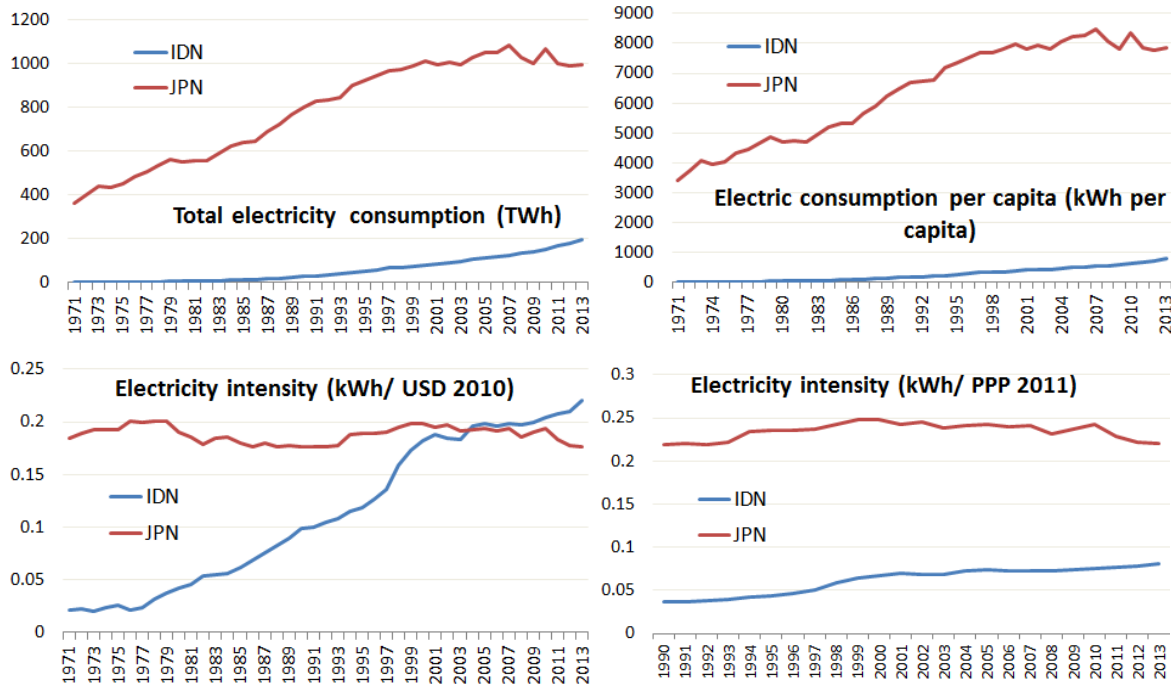 1200
1000
800
600
400
200
0
IDN
JPN
Total electricity consumption (TWh)
1971 1973 1975 1977 1979 1981 1983 1985 1987 1989 1991 1993 1995 1997 1999 2001 2003 2005 2007 2009 2011 2013
9000
8000
7000
6000
5000
4000
3000
2000
1000
0
IDN
JPN
Electric consumption per capita (kWh per
capita)
1971 1974 1977 1980 1983 1986 1989 1992 1995 1998 2001 2004 2007 2010 2013
0.25
0.2
0.15
0.1
0.05
0
Electricity intensity (kWh/ USD 2010)
IDN
JPN
1971 1973 1975 1977 1979 1981 1983 1985 1987 1989 1991 1993 1995 1997 1999 2001 2003 2005 2007 2009 2011 2013
0.3
0.25
0.2
0.15
0.1
0.05
0
Electricity intensity (kWh/ PPP 2011)
IDN
JPN
1990 1991 1992 1993 1994 1995 1996 1997 1998 1999 2000 2001 2002 2003 2004 2005 2006 2007 2008 2009 2010 2011 2012 2013